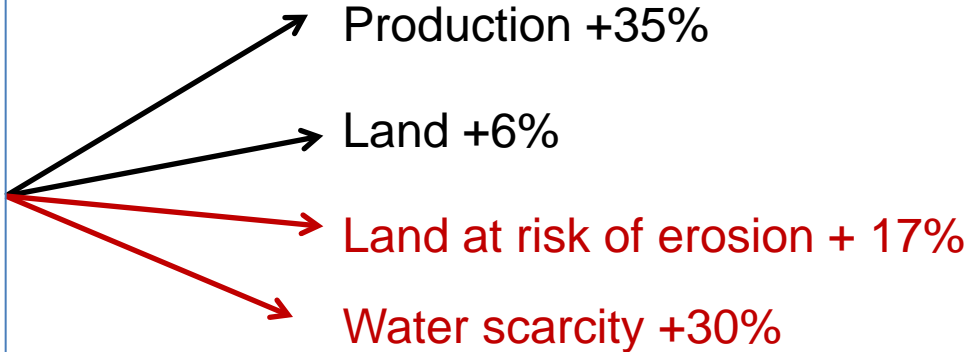 Production +35%
Land +6%
Land at risk of erosion + 17%
Water scarcity +30%